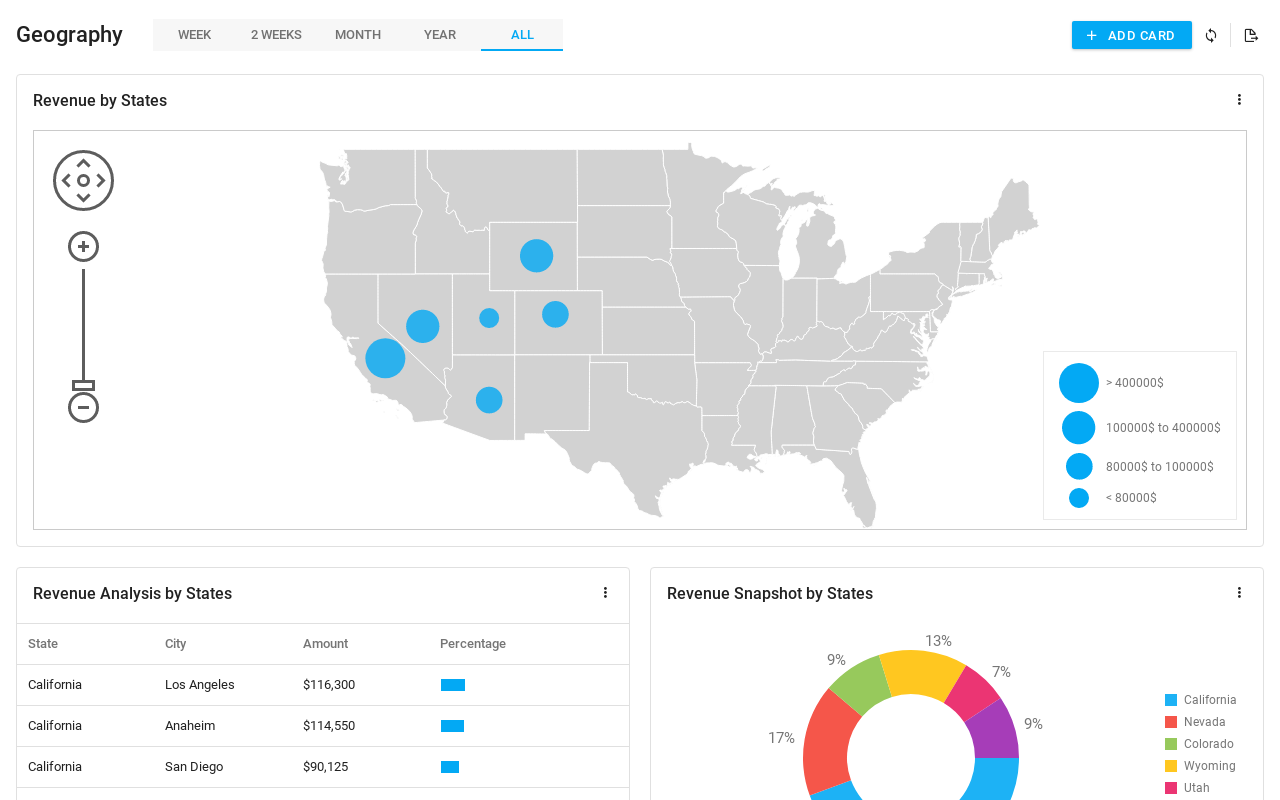 Geography
WEEK
2 WEEKS
MONTH
YEAR
ALL
ADD CARD
Revenue by States
> 400000$
100000$ to 400000$
80000$ to 100000$
< 80000$
Revenue Analysis by States
State City Amount Percentage
California Los Angeles $116,300
California Anaheim $114,550
California San Diego $90,125
Revenue Snapshot by States
13%
9%
7%
9%
17%
California
Nevada
Colorado
Wyoming
Utah